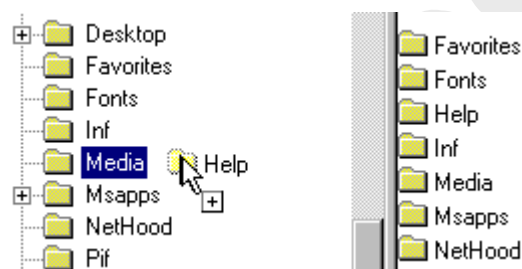 Desktop
Favorites
Fonts
Inf
Media Help
Msapps
NetHood
Pif
Favorites
Fonts
Help
Inf
Media
Msapps
NetHood